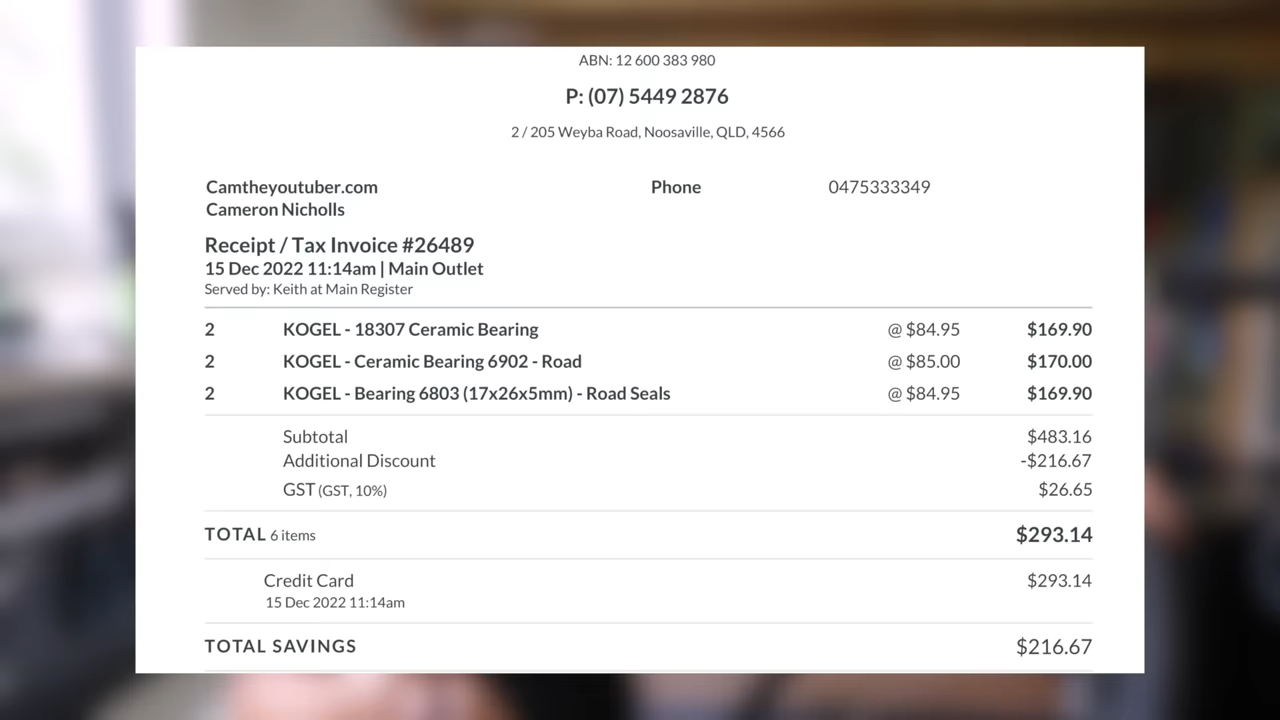 ABN: 12 600 383 980
P: (07) 5449 2876
2 / 205 Weyba Road, Noosaville, QLD, 4566
Camtheyoutuber.com Phone 0475333349
Cameron Nicholls
Receipt / Tax Invoice #26489
15 Dec 2022 11:14am | Main Outlet
Served by: Keith at Main Register
2 KOGEL - 18307 Ceramic Bearing @ $84.95 $169.90
2 KOGEL - Ceramic Bearing 6902 - Road @ $85.00 $170.00
2 KOGEL - Bearing 6803 (17x26x5mm) - Road Seals @ $84.95 $169.90
Subtotal $483.16
Additional Discount -$216.67
GST (GST, 10%) $26.65
TOTAL 6 items $293.14
Credit Card $293.14
15 Dec 2022 11:14am
TOTAL SAVINGS $216.67